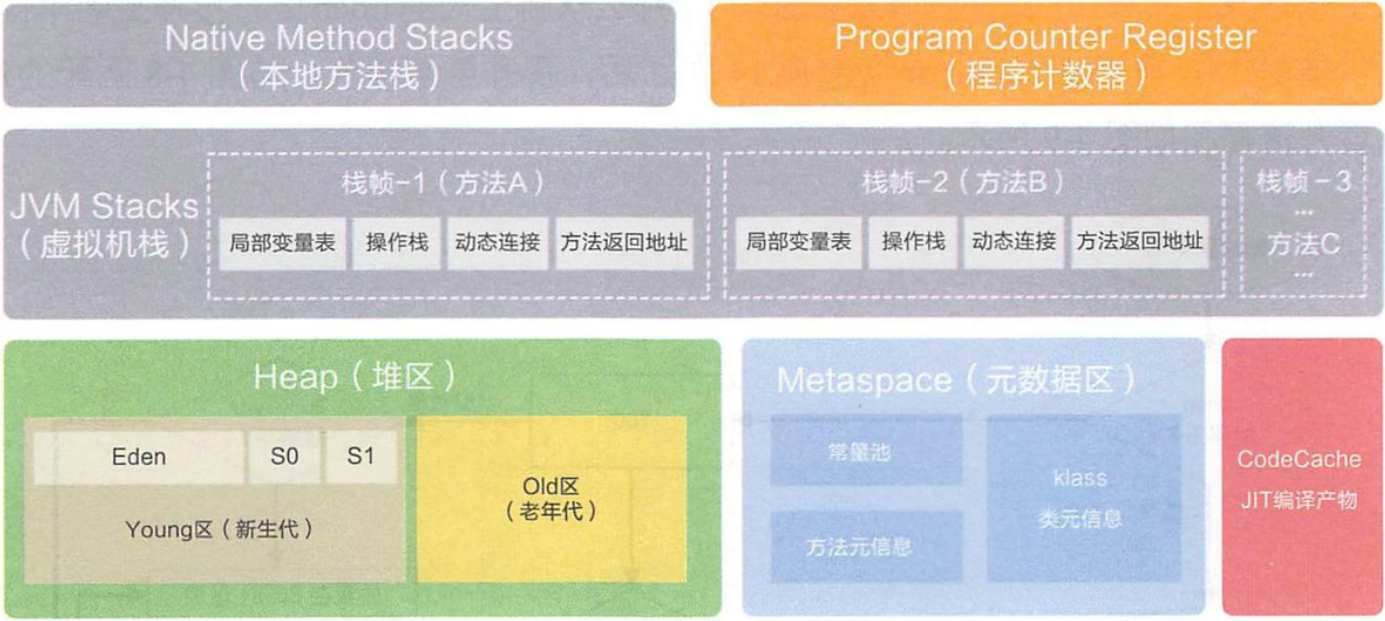 Native Method Stacks
（本地方法栈）
Program Counter Register
（程序计数器）
JVM Stacks
（虚拟机栈）
栈帧-1（方法A）
局部变量表
操作栈
动态连接
方法返回地址
栈帧-2（方法B）
局部变量表
操作栈
动态连接
方法返回地址
栈帧-3
...
方法C
...
Heap（堆区）
Eden
S0
S1
Young区（新生代）
Old区
（老年代）
Metaspace（元数据区）
常量池
方法元信息
klass
类元信息
CodeCache
JIT编译产物